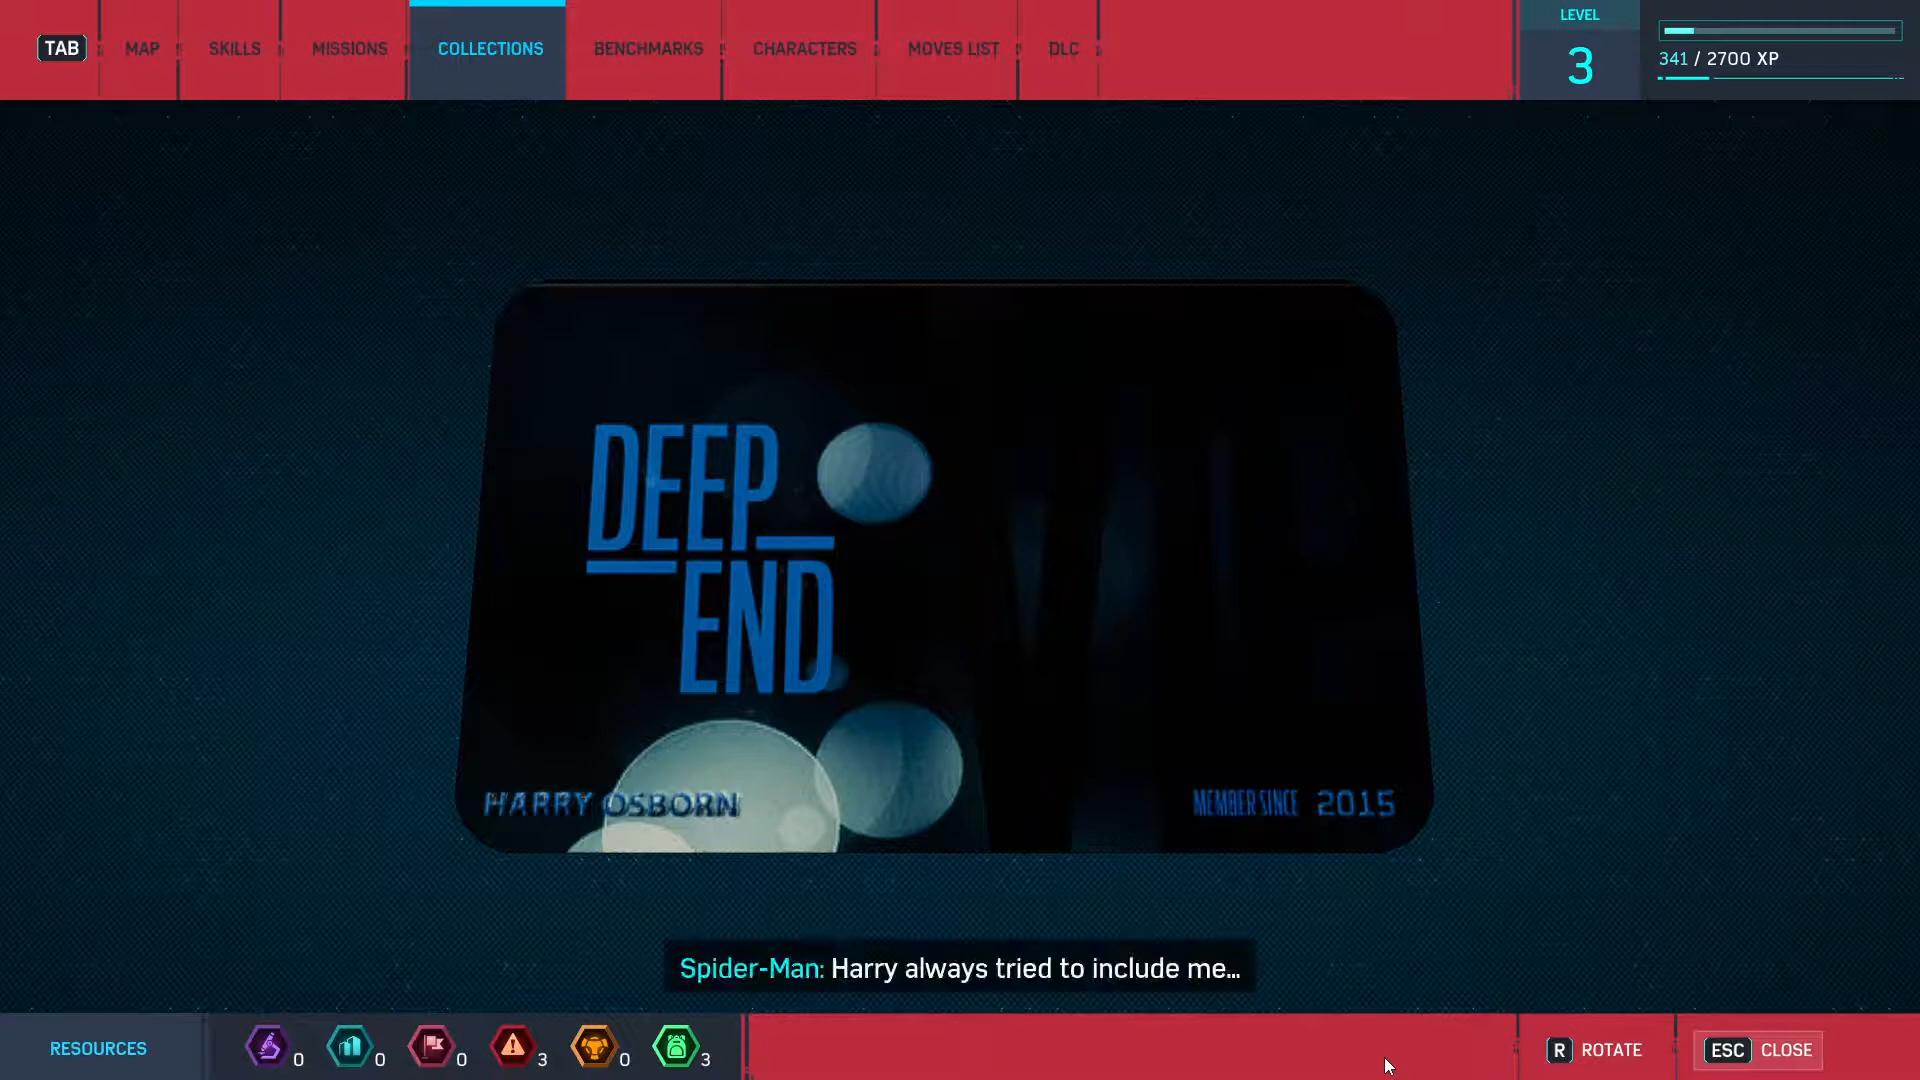 TAB MAP SKILLS MISSIONS COLLECTIONS BENCHMARKS CHARACTERS MOVES LIST DLC
LEVEL
3
341 / 2700 XP
DEEP
END
HARRY OSBORN
MEMBER SINCE 2015
Spider-Man: Harry always tried to include me...
RESOURCES 0 0 0 3 0 3
R ROTATE ESC CLOSE